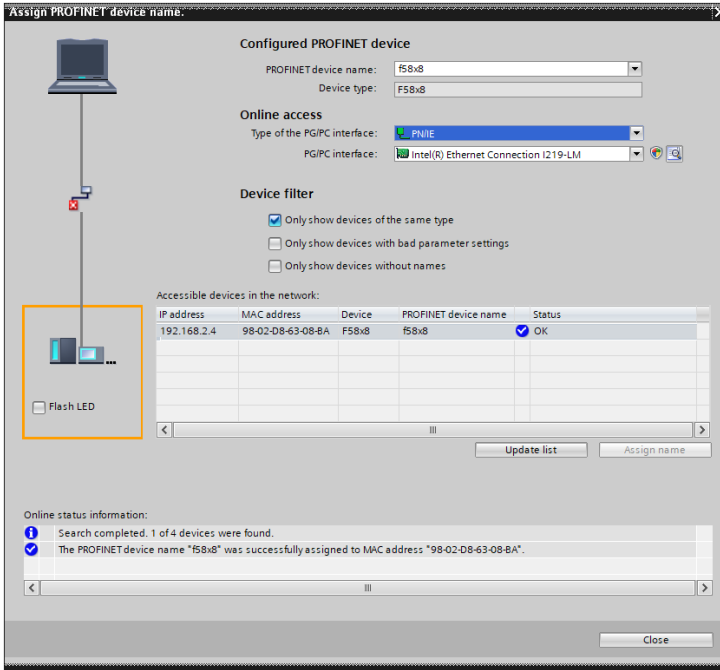 Assign PROFINET device name.
Configured PROFINET device
PROFINET device name: f58x8
Device type: F58x8
Online access
Type of the PG/PC interface: PN/IE
PG/PC interface: Intel(R) Ethernet Connection I219-LM
Device filter
Only show devices of the same type
Only show devices with bad parameter settings
Only show devices without names
Accessible devices in the network:
IP address MAC address Device PROFINET device name Status
192.168.2.4 98-02-D8-63-08-BA F58x8 f58x8 OK
Flash LED
Update list Assign name
Online status information:
Search completed. 1 of 4 devices were found.
The PROFINET device name "f58x8" was successfully assigned to MAC address "98-02-D8-63-08-BA".
Close